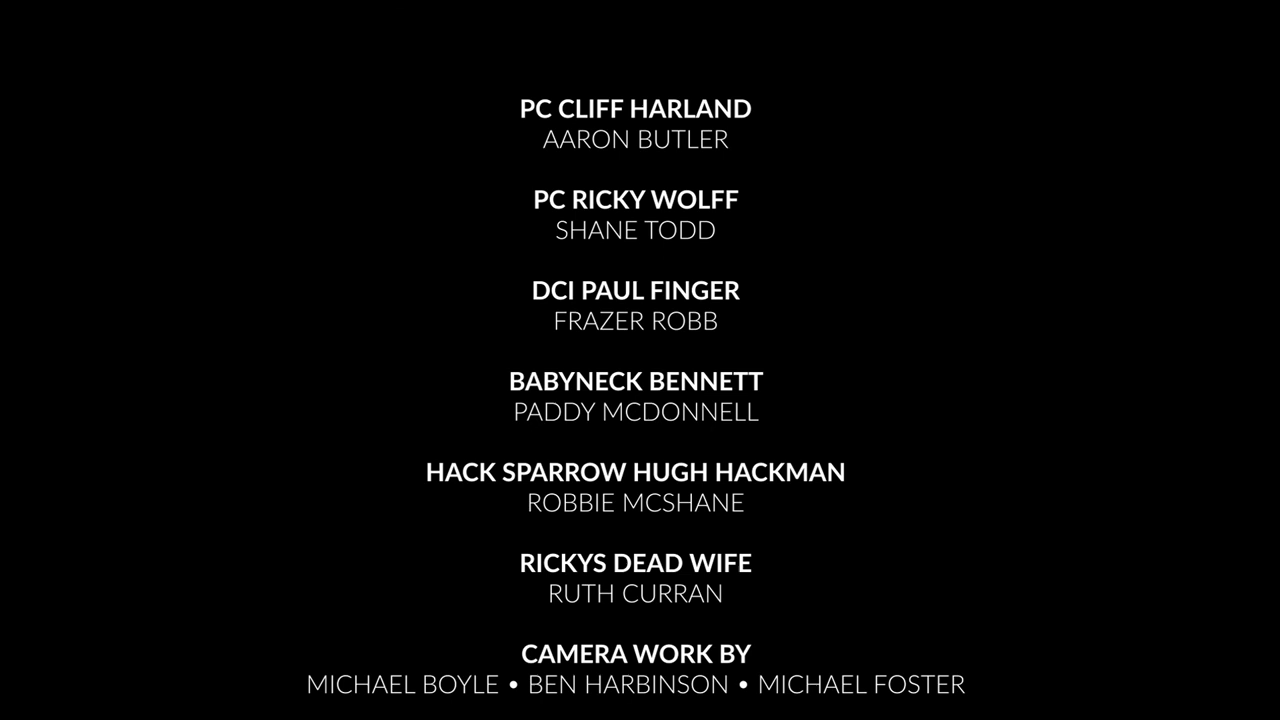 PC CLIFF HARLAND
AARON BUTLER
PC RICKY WOLFF
SHANE TODD
DCI PAUL FINGER
FRAZER ROBB
BABYNECK BENNETT
PADDY MCDONNELL
HACK SPARROW HUGH HACKMAN
ROBBIE MCSHANE
RICKYS DEAD WIFE
RUTH CURRAN
CAMERA WORK BY
MICHAEL BOYLE • BEN HARBINSON • MICHAEL FOSTER